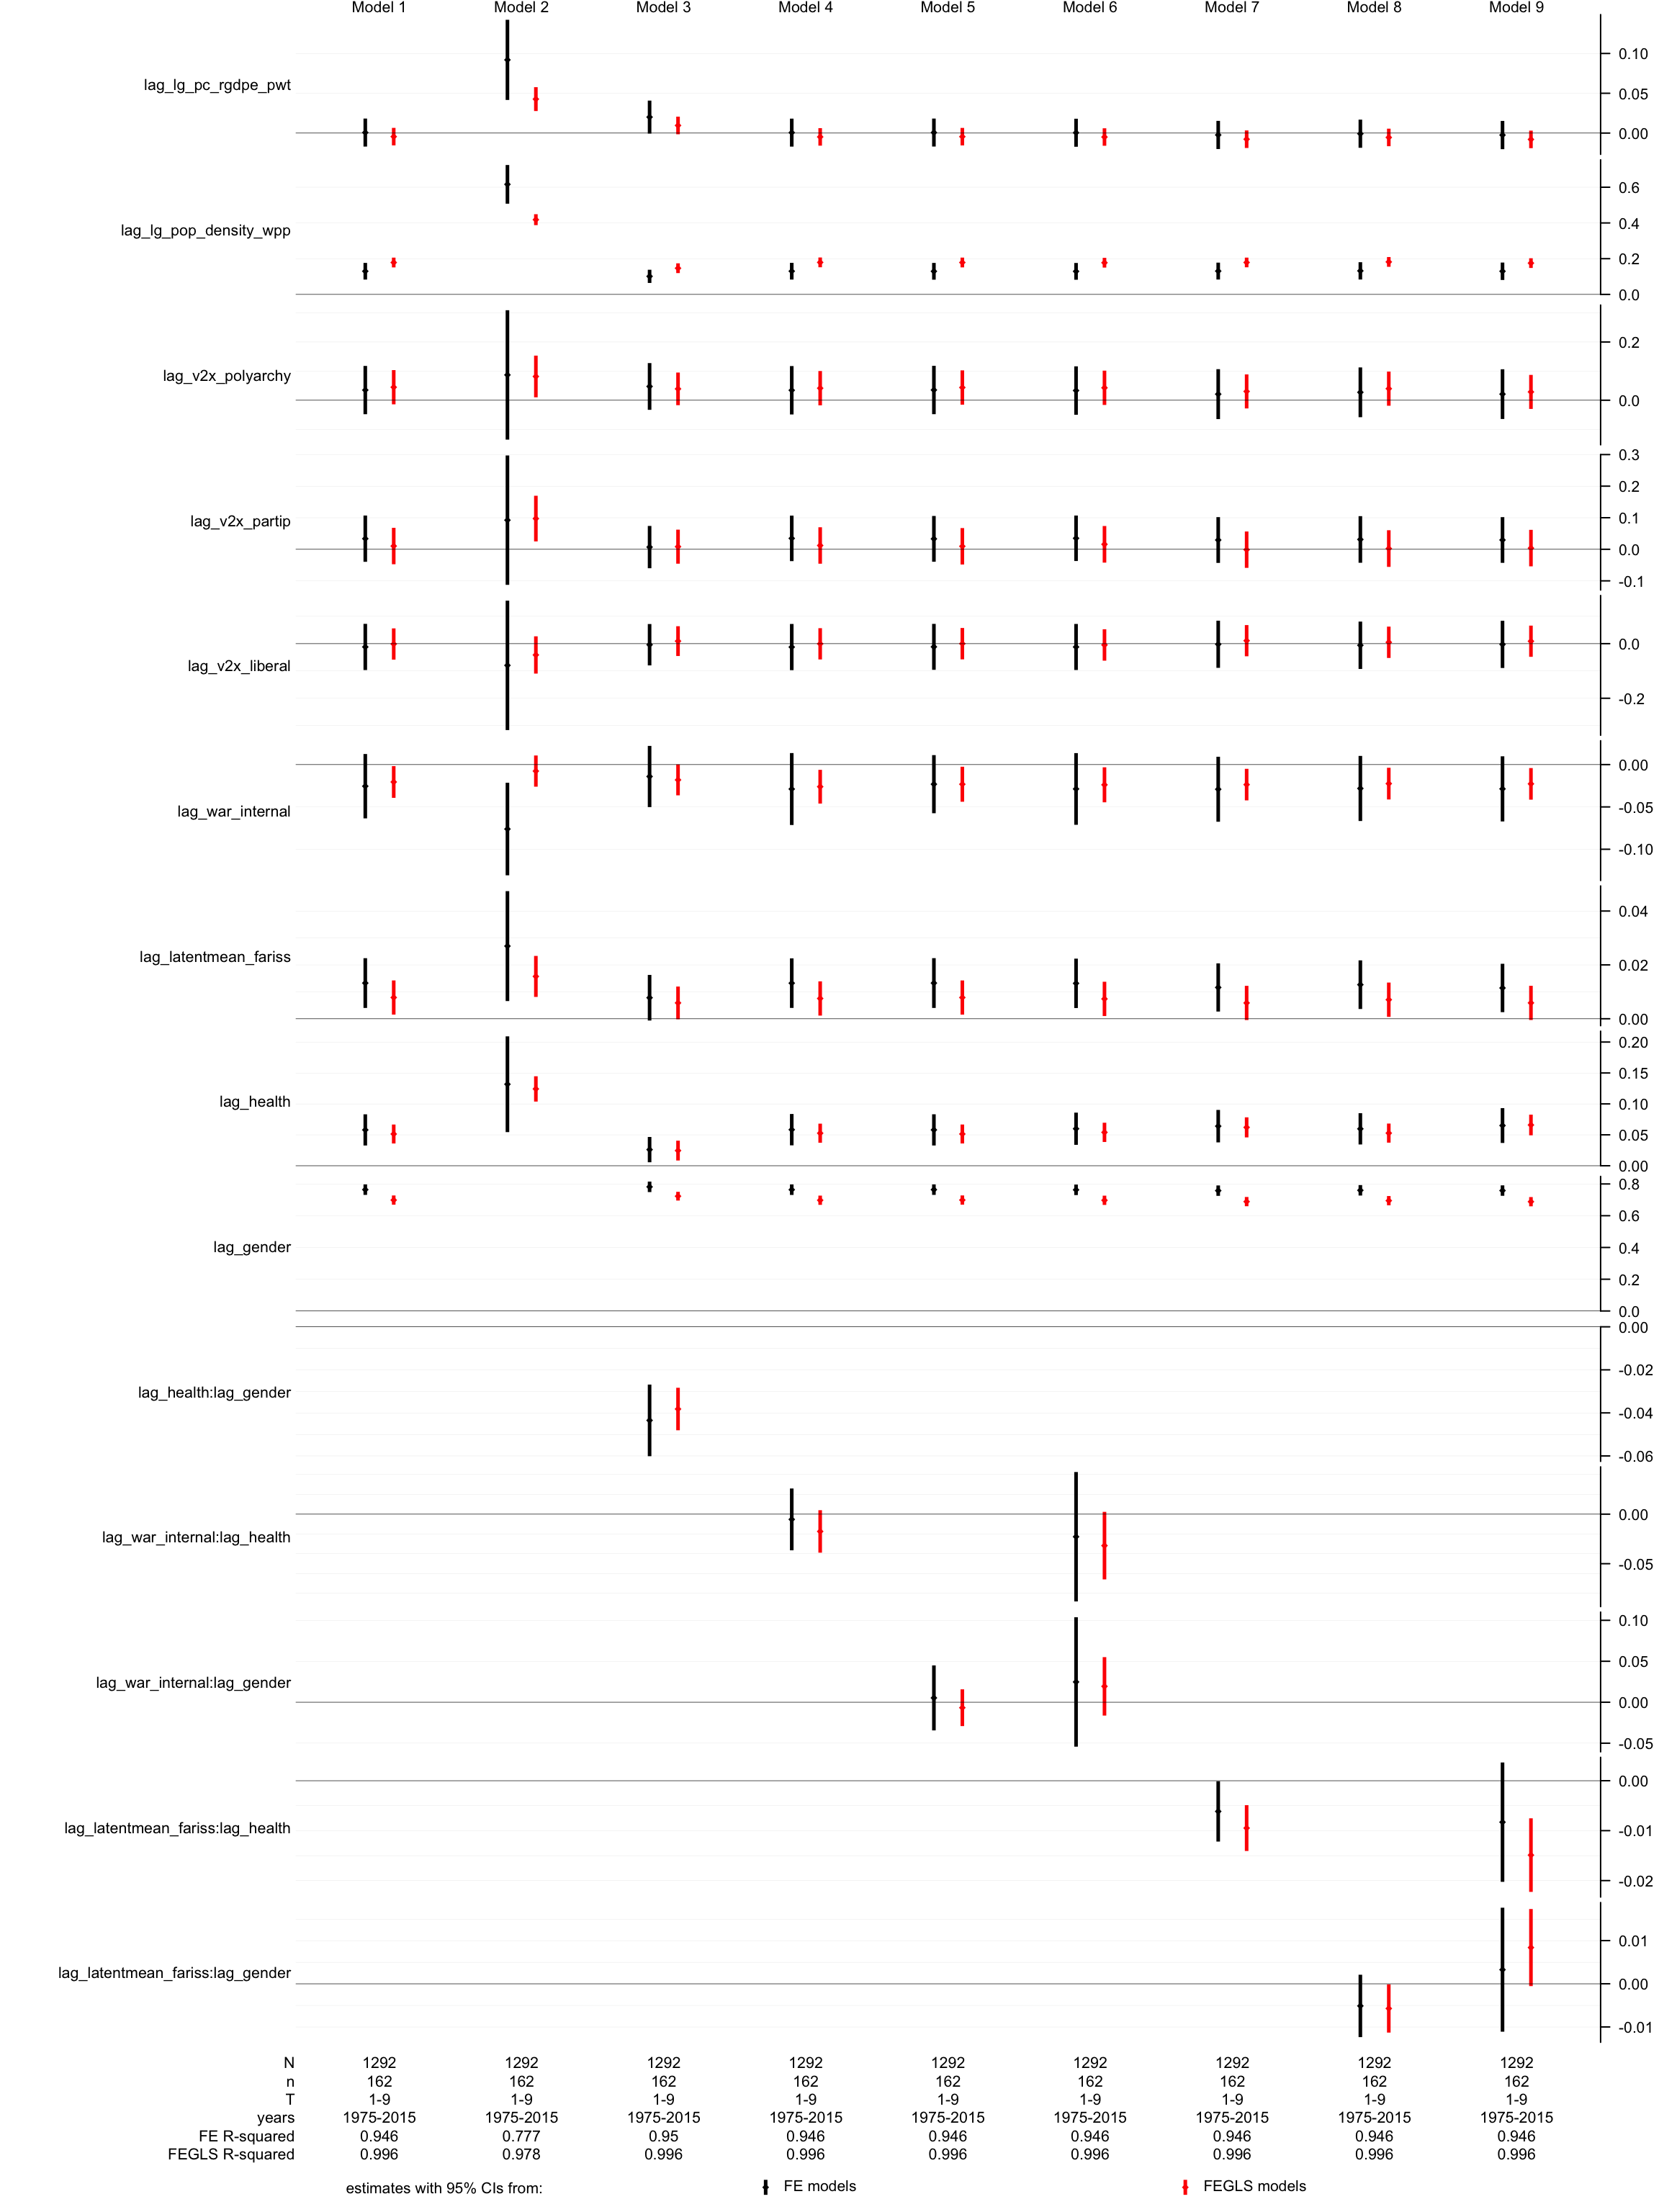 Model 1 Model 2 Model 3 Model 4 Model 5 Model 6 Model 7 Model 8 Model 9
lag_lg_pc_rgdpe_pwt
0.10
0.05
0.00
lag_lg_pop_density_wpp
0.6
0.4
0.2
0.0
lag_v2x_polyarchy
0.2
0.0
lag_v2x_partip
0.3
0.2
0.1
0.0
-0.1
lag_v2x_liberal
0.0
-0.2
lag_war_internal
0.00
-0.05
-0.10
lag_latentmean_fariss
0.04
0.02
0.00
lag_health
0.20
0.15
0.10
0.05
0.00
lag_gender
0.8
0.6
0.4
0.2
0.0
lag_health:lag_gender
0.00
-0.02
-0.04
-0.06
lag_war_internal:lag_health
0.00
-0.05
lag_war_internal:lag_gender
0.10
0.05
0.00
-0.05
lag_latentmean_fariss:lag_health
0.00
-0.01
-0.02
lag_latentmean_fariss:lag_gender
0.01
0.00
-0.01
N 1292 1292 1292 1292 1292 1292 1292 1292 1292
n 162 162 162 162 162 162 162 162 162
T 1-9 1-9 1-9 1-9 1-9 1-9 1-9 1-9 1-9
years 1975-2015 1975-2015 1975-2015 1975-2015 1975-2015 1975-2015 1975-2015 1975-2015 1975-2015
FE R-squared 0.946 0.777 0.95 0.946 0.946 0.946 0.946 0.946 0.946
FEGLS R-squared 0.996 0.978 0.996 0.996 0.996 0.996 0.996 0.996 0.996
estimates with 95% CIs from: FE models FEGLS models